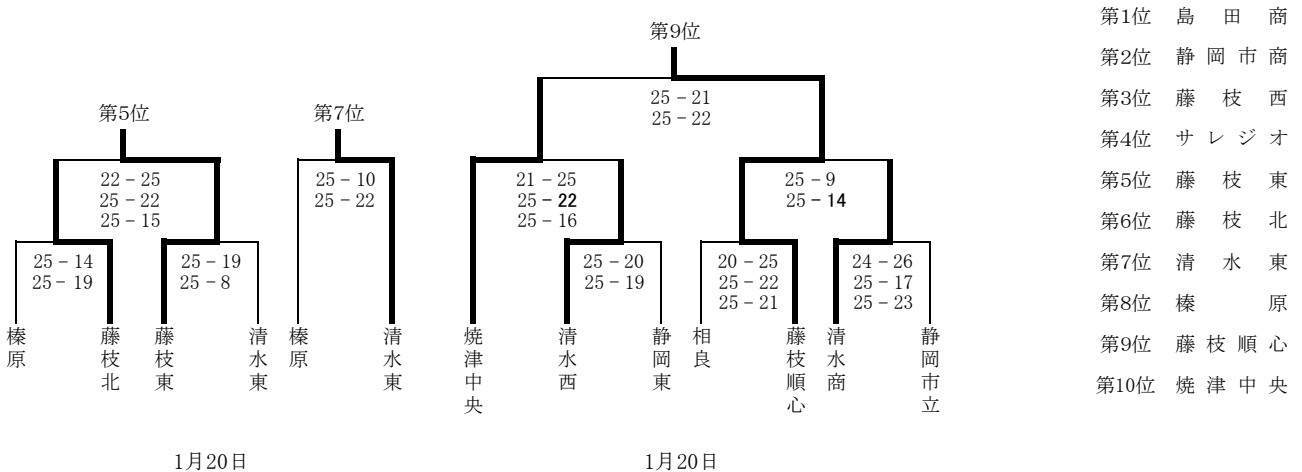 第9位
25-21
25-22
第5位
22-25
25-22
25-15
25-14
25-19
25-19
25-8
榛原
藤枝北
藤枝東
清水東
第7位
25-10
25-22
榛原
清水東
21-25
25-22
25-16
25-20
25-19
焼津中央
清水西
静岡東
25-9
25-14
20-25
25-22
25-21
24-26
25-17
25-23
相良
藤枝順心
清水商
静岡市立
1月20日
1月20日
第1位 島田商
第2位 静岡市商
第3位 藤枝西
第4位 サレジオ
第5位 藤枝東
第6位 藤枝北
第7位 清水東
第8位 榛原
第9位 藤枝順心
第10位 焼津中央